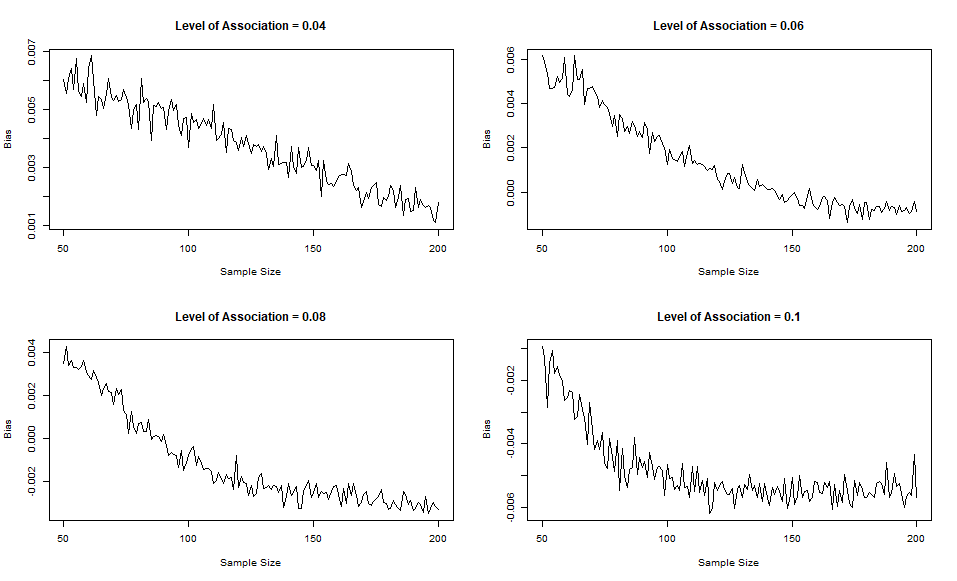 Level of Association = 0.04
Bias
0.007
0.005
0.003
0.001
50 100 150 200
Sample Size
Level of Association = 0.06
Bias
0.006
0.004
0.002
0.000
50 100 150 200
Sample Size
Level of Association = 0.08
Bias
0.004
0.002
0.000
-0.002
50 100 150 200
Sample Size
Level of Association = 0.1
Bias
-0.002
-0.004
-0.006
50 100 150 200
Sample Size